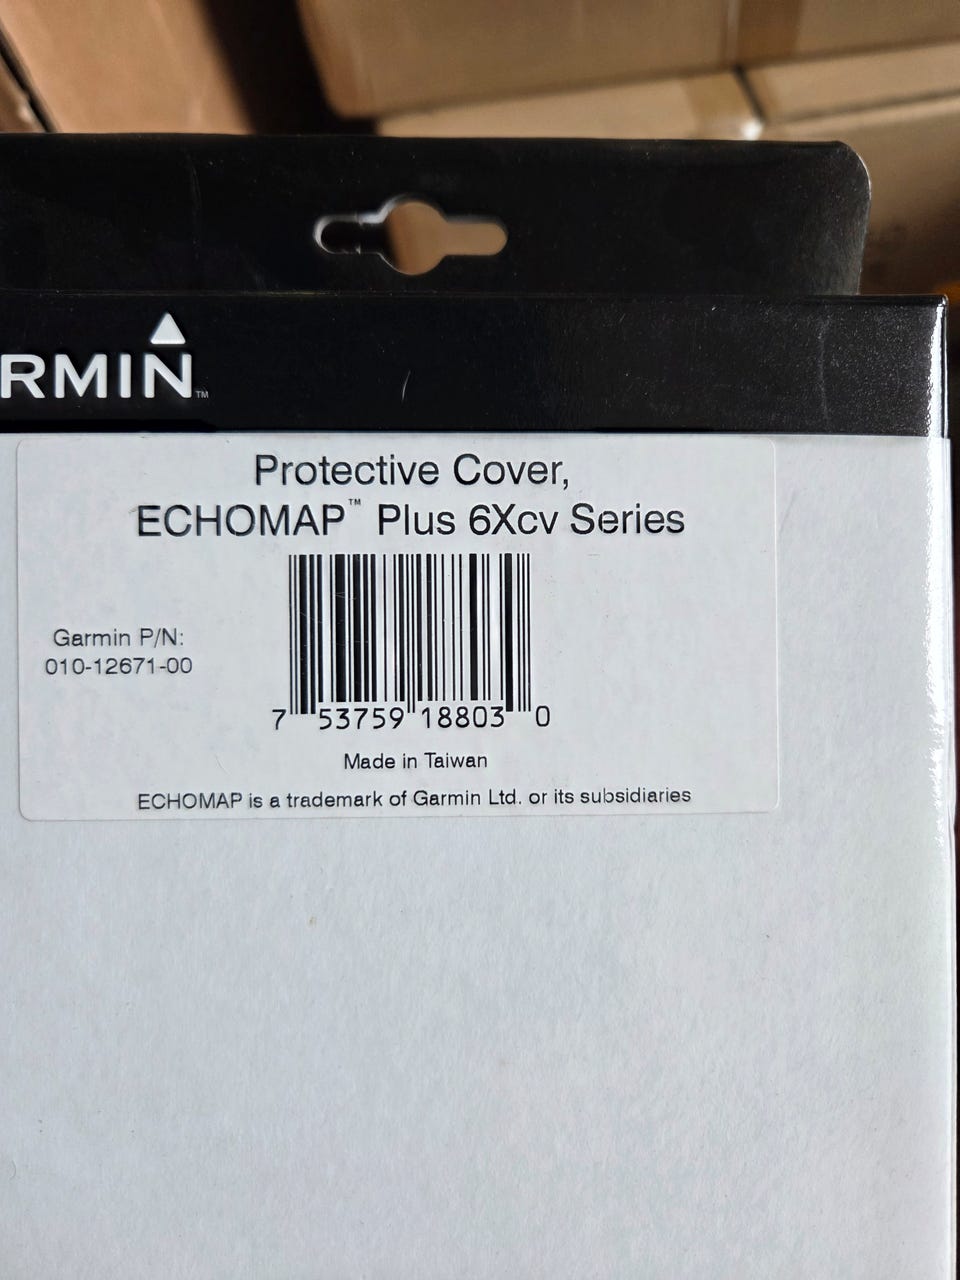 RMIN™
Protective Cover,
ECHOMAP™ Plus 6Xcv Series
Garmin P/N:
010-12671-00
7 53759 18803 0
Made in Taiwan
ECHOMAP is a trademark of Garmin Ltd. or its subsidiaries